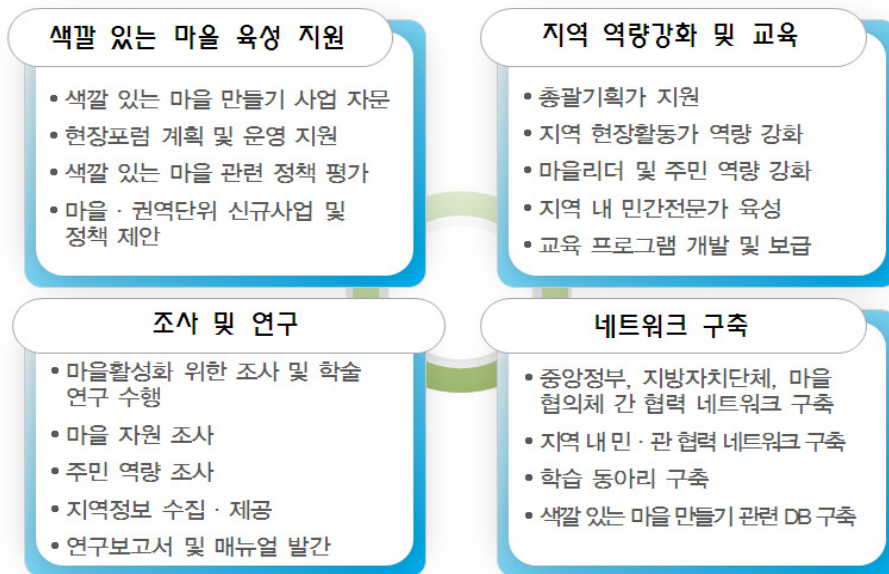 색깔 있는 마을 육성 지원
• 색깔 있는 마을 만들기 사업 자문
• 현장포럼 계획 및 운영 지원
• 색깔 있는 마을 관련 정책 평가
• 마을 · 권역단위 신규사업 및
정책 제안
지역 역량강화 및 교육
• 총괄기획가 지원
• 지역 현장활동가 역량 강화
• 마을리더 및 주민 역량 강화
• 지역 내 민간전문가 육성
• 교육 프로그램 개발 및 보급
조사 및 연구
• 마을활성화 위한 조사 및 학술
연구 수행
• 마을 자원 조사
• 주민 역량 조사
• 지역정보 수집 · 제공
• 연구보고서 및 매뉴얼 발간
네트워크 구축
• 중앙정부, 지방자치단체, 마을
협의체 간 협력 네트워크 구축
• 지역 내 민 · 관 협력 네트워크 구축
• 학습 동아리 구축
• 색깔 있는 마을 만들기 관련 DB 구축